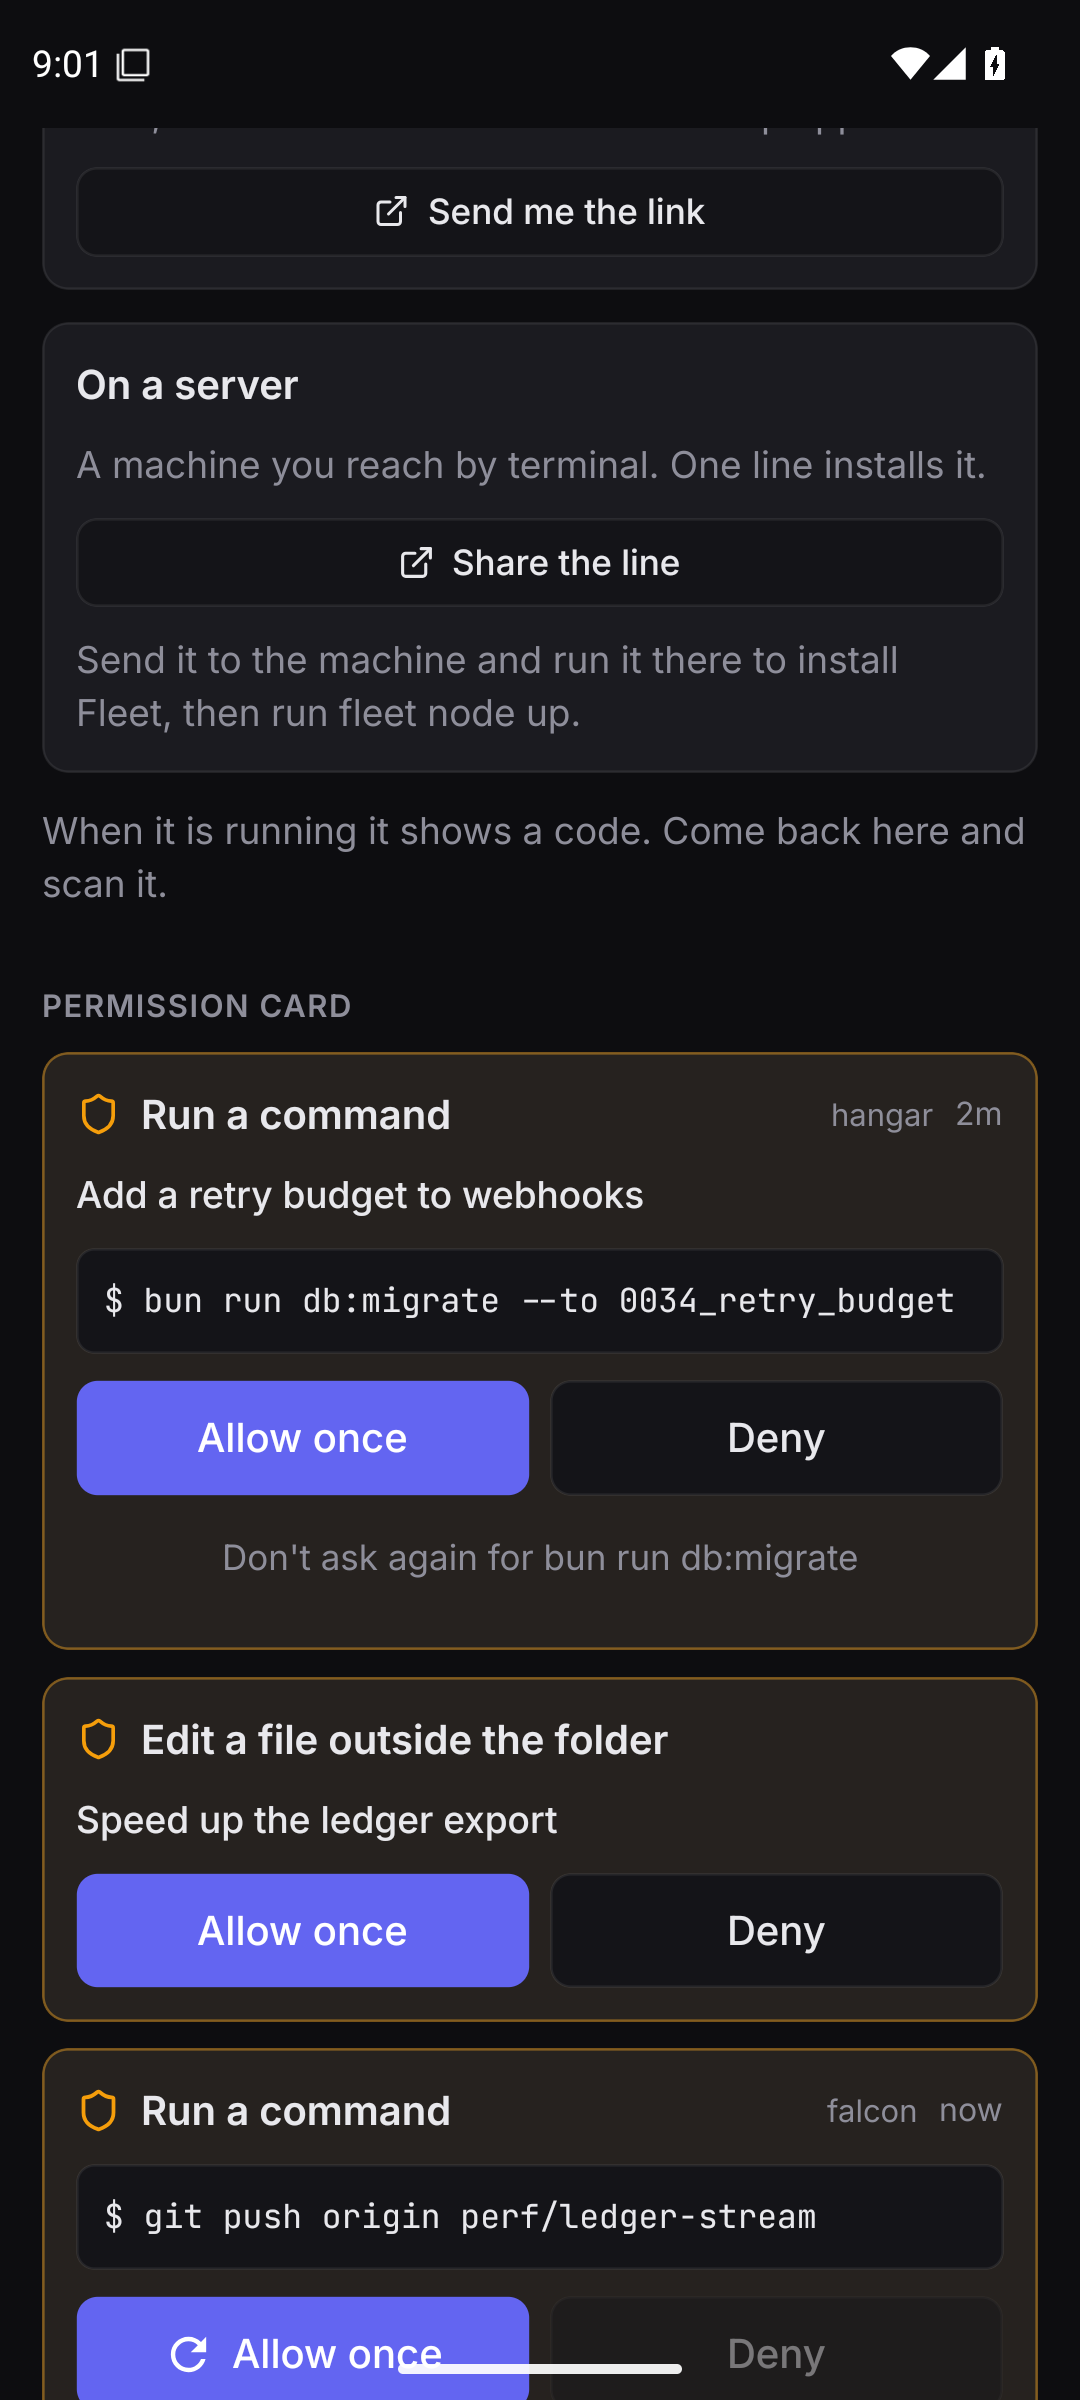 9:01
Send me the link
On a server
A machine you reach by terminal. One line installs it.
Share the line
Send it to the machine and run it there to install
Fleet, then run fleet node up.
When it is running it shows a code. Come back here and
scan it.
PERMISSION CARD
Run a command hangar 2m
Add a retry budget to webhooks
$ bun run db:migrate --to 0034_retry_budget
Allow once Deny
Don't ask again for bun run db:migrate
Edit a file outside the folder
Speed up the ledger export
Allow once Deny
Run a command falcon now
$ git push origin perf/ledger-stream
Allow once Deny